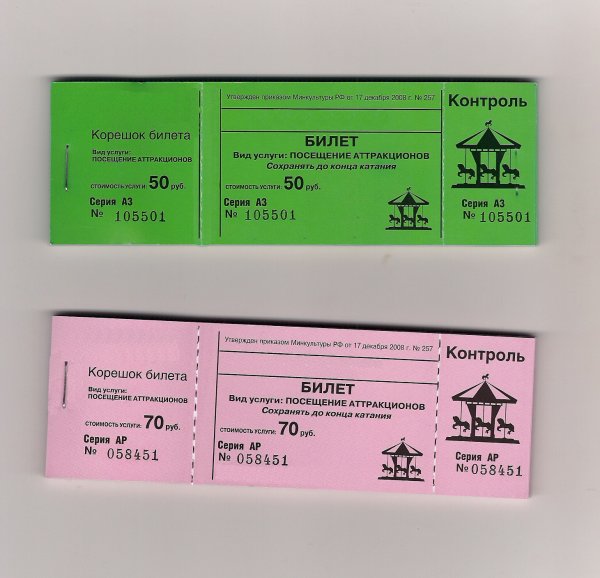 Корешок билета
Вид услуги:
ПОСЕЩЕНИЕ АТТРАКЦИОНОВ
СТОИМОСТЬ УСЛУГИ: 50 руб.
Серия АЗ
№ 105501
Утвержден приказом Минкультуры РФ от 17 декабря 2008 г. № 257
БИЛЕТ
Вид услуги: ПОСЕЩЕНИЕ АТТРАКЦИОНОВ
Сохранять до конца катания
СТОИМОСТЬ УСЛУГИ: 50 руб.
Серия АЗ
№ 105501
Контроль
Серия АЗ
№ 105501
Корешок билета
Вид услуги:
ПОСЕЩЕНИЕ АТТРАКЦИОНОВ
СТОИМОСТЬ УСЛУГИ: 70 руб.
Серия АР
№ 058451
Утвержден приказом Минкультуры РФ от 17 декабря 2008 г. № 257
БИЛЕТ
Вид услуги: ПОСЕЩЕНИЕ АТТРАКЦИОНОВ
Сохранять до конца катания
СТОИМОСТЬ УСЛУГИ: 70 руб.
Серия АР
№ 058451
Контроль
Серия АР
№ 058451